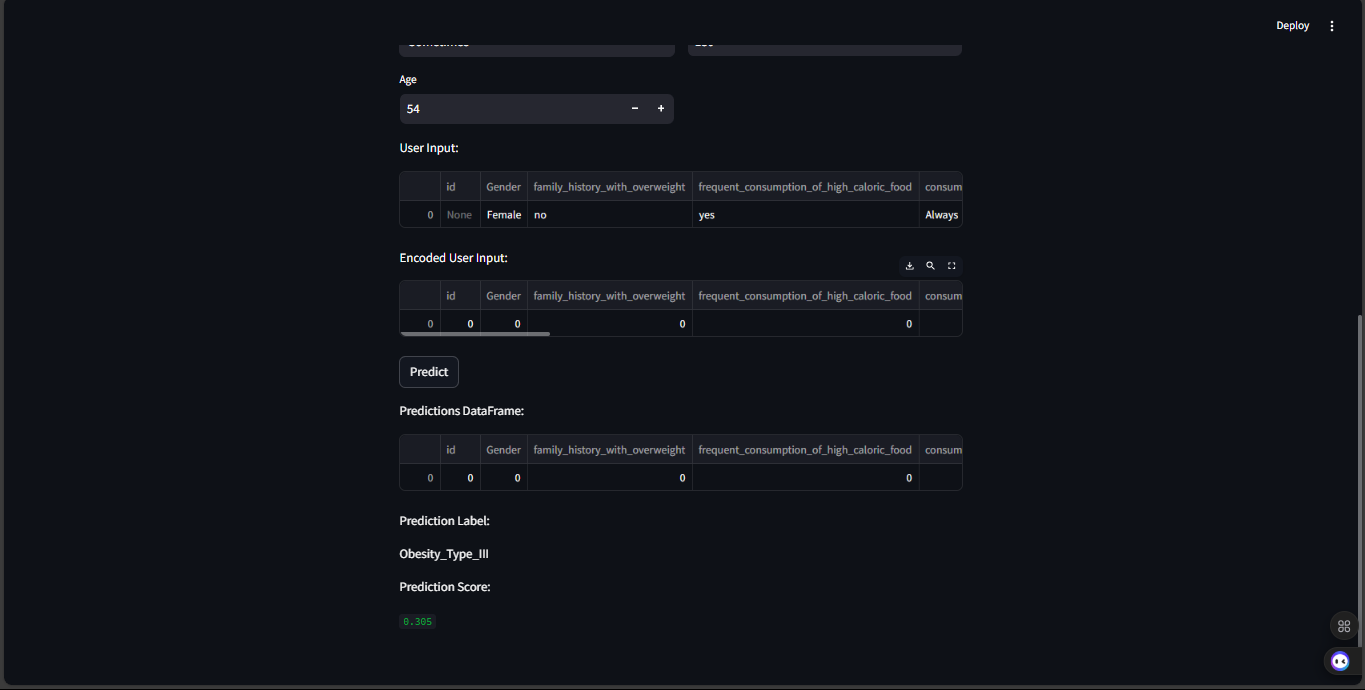 Deploy
Age
54
User Input:
id Gender family_history_with_overweight frequent_consumption_of_high_caloric_food consum
0 None Female no yes Always
Encoded User Input:
id Gender family_history_with_overweight frequent_consumption_of_high_caloric_food consum
0 0 0 0 0
Predict
Predictions DataFrame:
id Gender family_history_with_overweight frequent_consumption_of_high_caloric_food consum
0 0 0 0 0
Prediction Label:
Obesity_Type_III
Prediction Score:
0.305